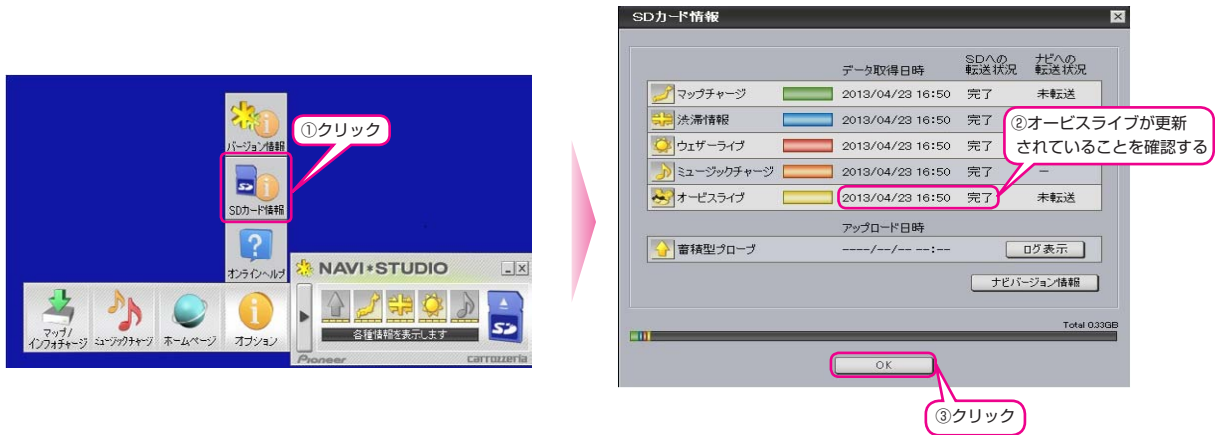 バージョン情報
①クリック
SDカード情報
オンラインヘルプ
マップ/
インフォチャージ
ミュージックチャージ
ホームページ
オプション
NAVI*STUDIO
各種情報を表示します
SD
Pioneer
carrozzeria
SDカード情報
データ取得日時
SDへの
転送状況
ナビへの
転送状況
マップチャージ 2013/04/23 16:50 完了 未転送
渋滞情報 2013/04/23 16:50 完了
ウェザーライブ 2013/04/23 16:50 完了
ミュージックチャージ 2013/04/23 16:50 完了 −
オービスライブ 2013/04/23 16:50 完了 未転送
②オービスライブが更新
されていることを確認する
アップロード日時
蓄積型プローブ ----/--/-- --:-- ログ表示
ナビバージョン情報
Total 0.33GB
OK
③クリック